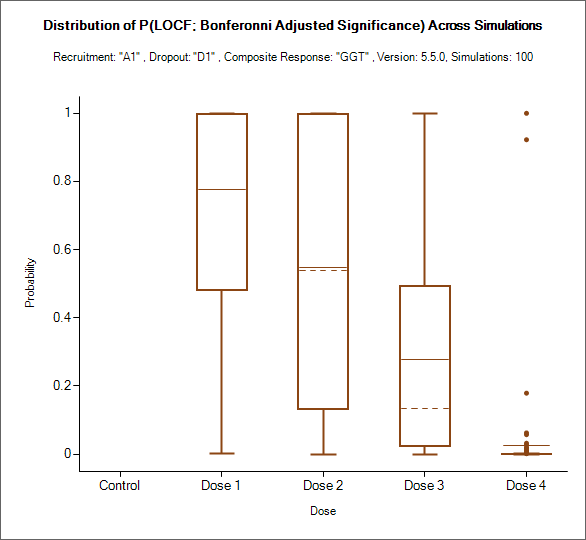 Distribution of P(LOCF: Bonferonni Adjusted Significance) Across Simulations
Recruitment: "A1" , Dropout: "D1" , Composite Response: "GGT" , Version: 5.5.0, Simulations: 100
1
0.8
0.6
0.4
0.2
0
Probability
Control Dose 1 Dose 2 Dose 3 Dose 4
Dose